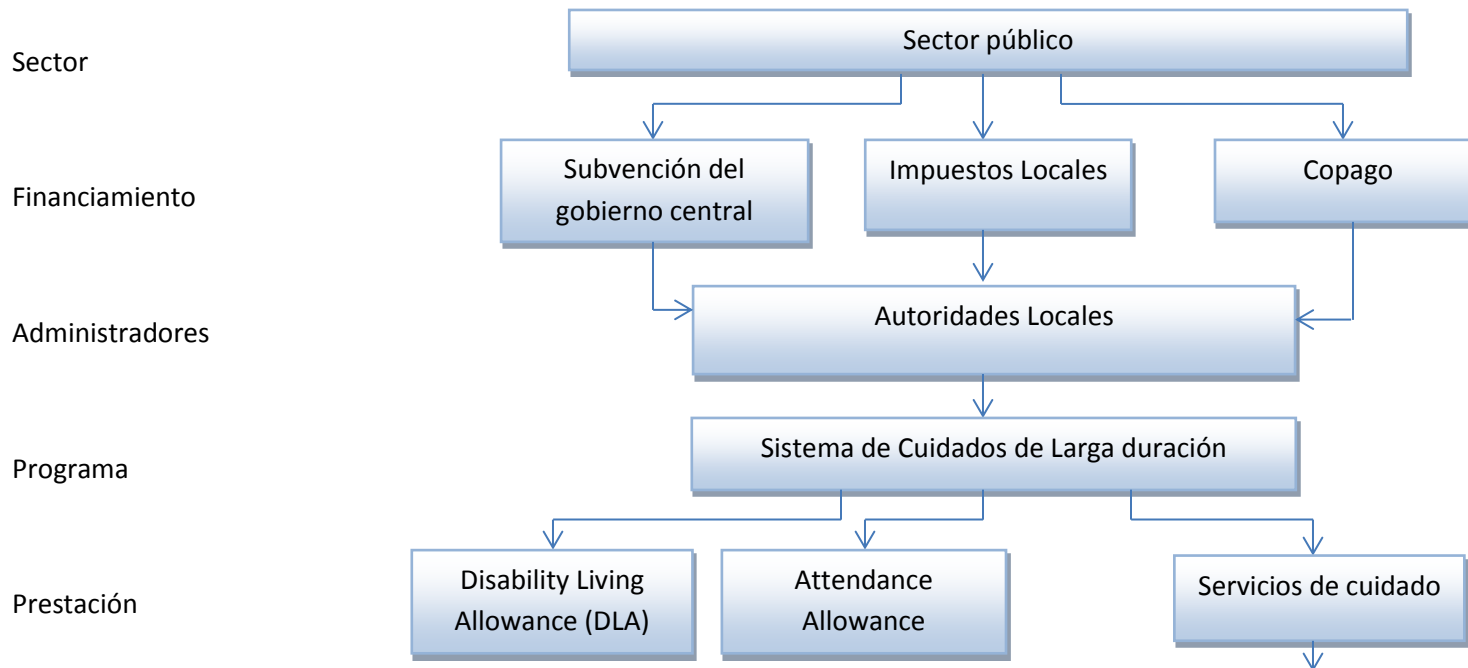 Sector público
Sector
Subvención del
gobierno central
Impuestos Locales
Copago
Financiamiento
Autoridades Locales
Administradores
Sistema de Cuidados de Larga duración
Programa
Disability Living
Allowance (DLA)
Attendance
Allowance
Servicios de cuidado
Prestación